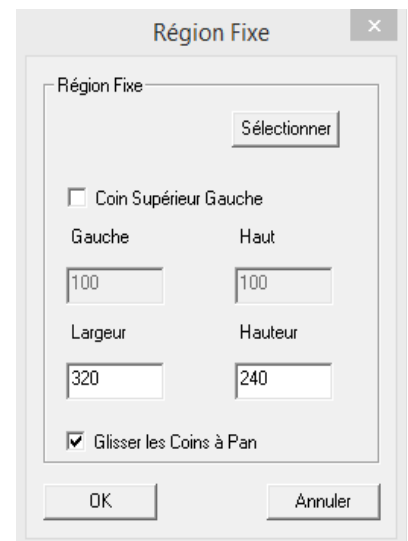 Région Fixe
Région Fixe
Sélectionner
Coin Supérieur Gauche
Gauche Haut
100 100
Largeur Hauteur
320 240
Glisser les Coins à Pan
OK Annuler